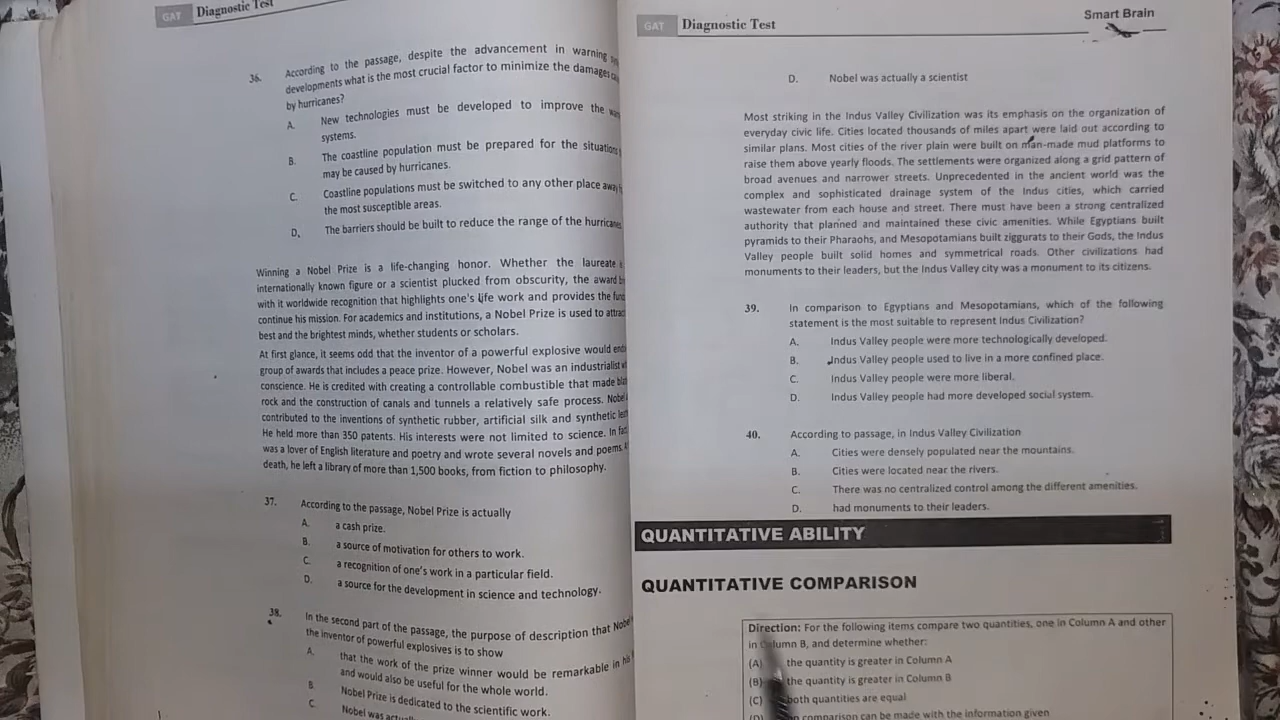 GAT Diagnostic Test
36. According to the passage, despite the advancement in warning
developments what is the most crucial factor to minimize the damages
by hurricanes?
A. New technologies must be developed to improve the
systems.
B. The coastline population must be prepared for the situations
may be caused by hurricanes.
C. Coastline populations must be switched to any other place away
the most susceptible areas.
D, The barriers should be built to reduce the range of the
Winning a Nobel Prize is a life-changing honor. Whether the laureate
internationally known figure or a scientist plucked from obscurity, the award
with it worldwide recognition that highlights one's life work and provides the
continue his mission. For academics and institutions, a Nobel Prize is used to
best and the brightest minds, whether students or scholars.
At first glance, it seems odd that the inventor of a powerful explosive would
group of awards that includes a peace prize. However, Nobel was an industrialist
conscience. He is credited with creating a controllable combustible that made
rock and the construction of canals and tunnels a relatively safe process.
contributed to the inventions of synthetic rubber, artificial silk and synthetic
He held more than 350 patents. His interests were not limited to science. In
was a lover of English literature and poetry and wrote several novels and poems.
death, he left a library of more than 1,500 books, from fiction to philosophy.
37. According to the passage, Nobel Prize is actually
A. a cash prize.
B. a source of motivation for others to work.
C. a recognition of one's work in a particular field.
D. a source for the development in science and technology.
38. In the second part of the passage, the purpose of description that
the inventor of powerful explosives is to show
A. that the work of the prize winner would be remarkable in his
and would also be useful for the whole world.
B. Nobel Prize is dedicated to the scientific work.
C. Nobel was
GAT Diagnostic Test
Smart Brain
D. Nobel was actually a scientist
Most striking in the Indus Valley Civilization was its emphasis on the organization of
everyday civic life. Cities located thousands of miles apart were laid out according to
similar plans. Most cities of the river plain were built on man-made mud platforms to
raise them above yearly floods. The settlements were organized along a grid pattern of
broad avenues and narrower streets. Unprecedented in the ancient world was the
complex and sophisticated drainage system of the Indus cities, which carried
wastewater from each house and street. There must have been a strong centralized
authority that planned and maintained these civic amenities. While Egyptians built
pyramids to their Pharaohs, and Mesopotamians built ziggurats to their Gods, the Indus
Valley people built solid homes and symmetrical roads. Other civilizations had
monuments to their leaders, but the Indus Valley city was a monument to its citizens.
39. In comparison to Egyptians and Mesopotamians, which of the following
statement is the most suitable to represent Indus Civilization?
A. Indus Valley people were more technologically developed.
B. Indus Valley people used to live in a more confined place.
C. Indus Valley people were more liberal.
D. Indus Valley people had more developed social system.
40. According to passage, in Indus Valley Civilization
A. Cities were densely populated near the mountains.
B. Cities were located near the rivers.
C. There was no centralized control among the different amenities.
D. had monuments to their leaders.
QUANTITATIVE ABILITY
QUANTITATIVE COMPARISON
Direction: For the following items compare two quantities, one in Column A and other
in Column B, and determine whether:
(A) the quantity is greater in Column A
(B) the quantity is greater in Column B
(C) both quantities are equal
(D) no comparison can be made with the information given